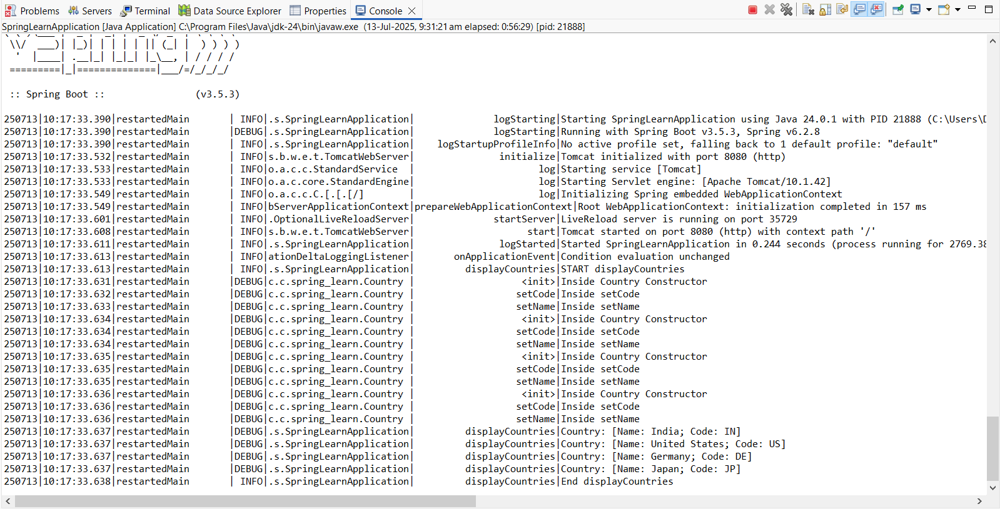 Problems Servers Terminal Data Source Explorer Properties Console
SpringLearnApplication [Java Application] C:\Program Files\Java\jdk-24\bin\javaw.exe (13-Jul-2025, 9:31:21 am elapsed: 0:56:29) [pid: 21888]
 \\/  ___)| |_)| | | | | || (_| |  ) ) ) )
  '  |____| .__|_| |_|_| |_\__, | / / / /
 =========|_|==============|___/=/_/_/_/
 :: Spring Boot ::                (v3.5.3)
250713|10:17:33.390|restartedMain       | INFO|.s.SpringLearnApplication|              logStarting|Starting SpringLearnApplication using Java 24.0.1 with PID 21888 (C:\Users\D
250713|10:17:33.390|restartedMain       |DEBUG|.s.SpringLearnApplication|              logStarting|Running with Spring Boot v3.5.3, Spring v6.2.8
250713|10:17:33.390|restartedMain       | INFO|.s.SpringLearnApplication|    logStartupProfileInfo|No active profile set, falling back to 1 default profile: "default"
250713|10:17:33.532|restartedMain       | INFO|s.b.w.e.t.TomcatWebServer|               initialize|Tomcat initialized with port 8080 (http)
250713|10:17:33.533|restartedMain       | INFO|o.a.c.c.StandardService  |                      log|Starting service [Tomcat]
250713|10:17:33.533|restartedMain       | INFO|o.a.c.core.StandardEngine|                      log|Starting Servlet engine: [Apache Tomcat/10.1.42]
250713|10:17:33.549|restartedMain       | INFO|o.a.c.c.C.[.[.[/]        |                      log|Initializing Spring embedded WebApplicationContext
250713|10:17:33.549|restartedMain       | INFO|bServerApplicationContext|prepareWebApplicationContext|Root WebApplicationContext: initialization completed in 157 ms
250713|10:17:33.601|restartedMain       | INFO|.OptionalLiveReloadServer|              startServer|LiveReload server is running on port 35729
250713|10:17:33.608|restartedMain       | INFO|s.b.w.e.t.TomcatWebServer|                    start|Tomcat started on port 8080 (http) with context path '/'
250713|10:17:33.611|restartedMain       | INFO|.s.SpringLearnApplication|               logStarted|Started SpringLearnApplication in 0.244 seconds (process running for 2769.38
250713|10:17:33.613|restartedMain       | INFO|ationDeltaLoggingListener|       onApplicationEvent|Condition evaluation unchanged
250713|10:17:33.613|restartedMain       | INFO|.s.SpringLearnApplication|         displayCountries|START displayCountries
250713|10:17:33.631|restartedMain       |DEBUG|c.c.spring_learn.Country |                   <init>|Inside Country Constructor
250713|10:17:33.632|restartedMain       |DEBUG|c.c.spring_learn.Country |                  setCode|Inside setCode
250713|10:17:33.633|restartedMain       |DEBUG|c.c.spring_learn.Country |                  setName|Inside setName
250713|10:17:33.634|restartedMain       |DEBUG|c.c.spring_learn.Country |                   <init>|Inside Country Constructor
250713|10:17:33.634|restartedMain       |DEBUG|c.c.spring_learn.Country |                  setCode|Inside setCode
250713|10:17:33.634|restartedMain       |DEBUG|c.c.spring_learn.Country |                  setName|Inside setName
250713|10:17:33.635|restartedMain       |DEBUG|c.c.spring_learn.Country |                   <init>|Inside Country Constructor
250713|10:17:33.635|restartedMain       |DEBUG|c.c.spring_learn.Country |                  setCode|Inside setCode
250713|10:17:33.635|restartedMain       |DEBUG|c.c.spring_learn.Country |                  setName|Inside setName
250713|10:17:33.636|restartedMain       |DEBUG|c.c.spring_learn.Country |                   <init>|Inside Country Constructor
250713|10:17:33.636|restartedMain       |DEBUG|c.c.spring_learn.Country |                  setCode|Inside setCode
250713|10:17:33.636|restartedMain       |DEBUG|c.c.spring_learn.Country |                  setName|Inside setName
250713|10:17:33.637|restartedMain       |DEBUG|.s.SpringLearnApplication|         displayCountries|Country: [Name: India; Code: IN]
250713|10:17:33.637|restartedMain       |DEBUG|.s.SpringLearnApplication|         displayCountries|Country: [Name: United States; Code: US]
250713|10:17:33.637|restartedMain       |DEBUG|.s.SpringLearnApplication|         displayCountries|Country: [Name: Germany; Code: DE]
250713|10:17:33.637|restartedMain       |DEBUG|.s.SpringLearnApplication|         displayCountries|Country: [Name: Japan; Code: JP]
250713|10:17:33.638|restartedMain       | INFO|.s.SpringLearnApplication|         displayCountries|End displayCountries